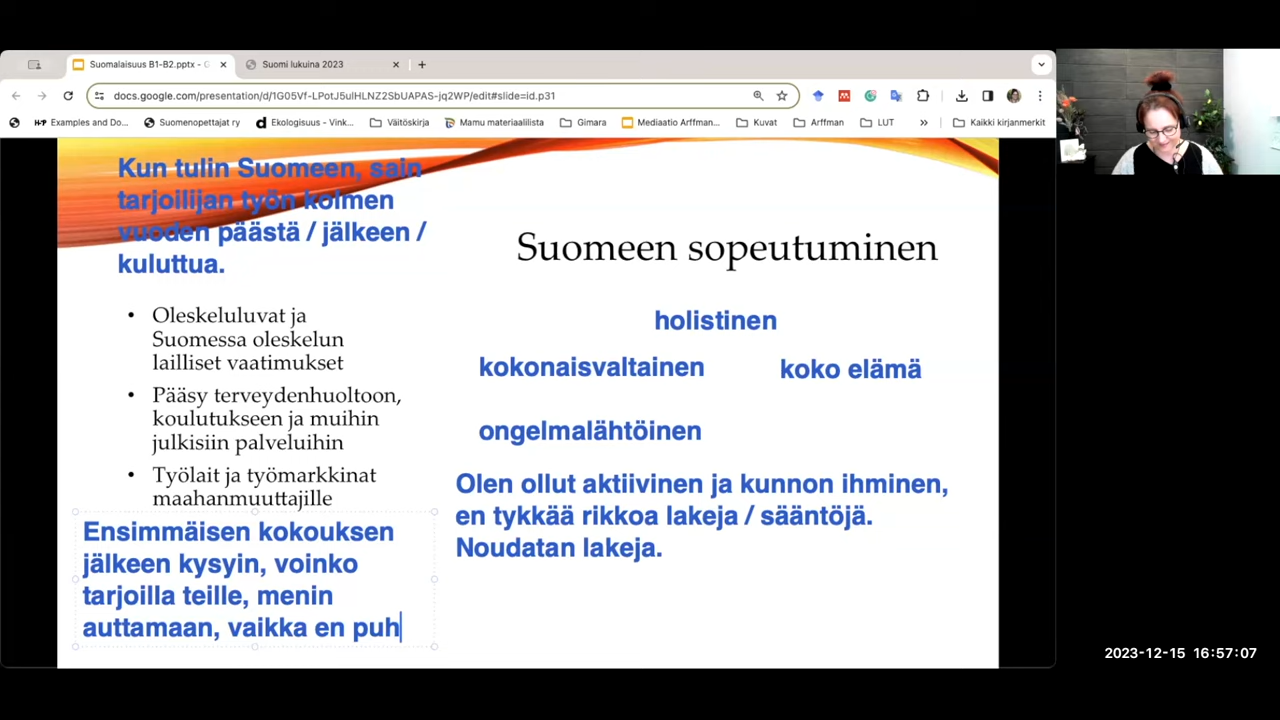 Suomalaisuus B1-B2.pptx - G
Suomi lukuina 2023
docs.google.com/presentation/d/1G05Vf-LPotJ5ulHLNZ2SbUAPAS-jq2WP/edit#slide=id.p31
Examples and Do...
Suomenopettajat ry
Ekologisuus - Vink...
Väitöskirja
Mamu materiaalilista
Gimara
Mediaatio Arffman...
Kuvat
Arffman
LUT
»
Kaikki kirjanmerkit
Kun tulin Suomeen, sain
tarjoilijan työn kolmen
vuoden päästä / jälkeen /
kuluttua.
Suomeen sopeutuminen
• Oleskeluluvat ja
Suomessa oleskelun
lailliset vaatimukset
• Pääsy terveydenhuoltoon,
koulutukseen ja muihin
julkisiin palveluihin
• Työlait ja työmarkkinat
maahanmuuttajille
Ensimmäisen kokouksen
jälkeen kysyin, voinko
tarjoilla teille, menin
auttamaan, vaikka en puh
holistinen
kokonaisvaltainen
koko elämä
ongelmalähtöinen
Olen ollut aktiivinen ja kunnon ihminen,
en tykkää rikkoa lakeja / sääntöjä.
Noudatan lakeja.
2023-12-15 16:57:07